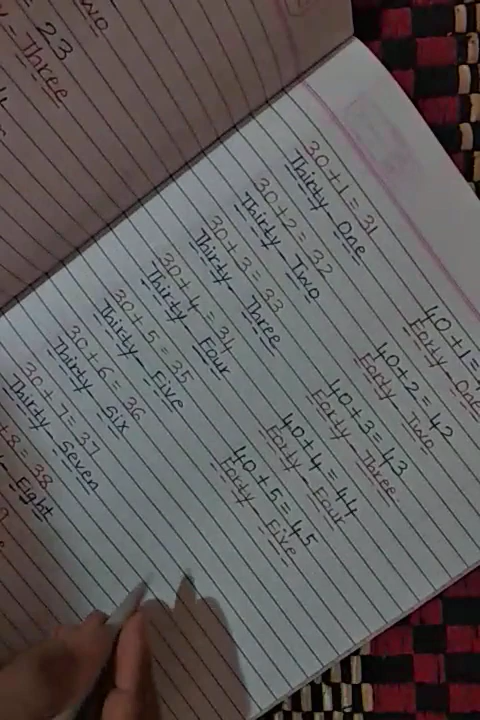 wo
= 23
y - Three
30+1=31
Thirty - One
30+2=32
Thirty - Two
30+3=33
Thirty - Three
30+4=34
Thirty - Four
30+5=35
Thirty - Five
30+6=36
Thirty - Six
30+7=37
Thirty - Seven
+8=38
y - Eight
40+1=
Forty - One
40+2=42
Forty - Two
40+3=43
Forty - Three
40+4=44
Forty - Four
40+5=45
Forty - Five